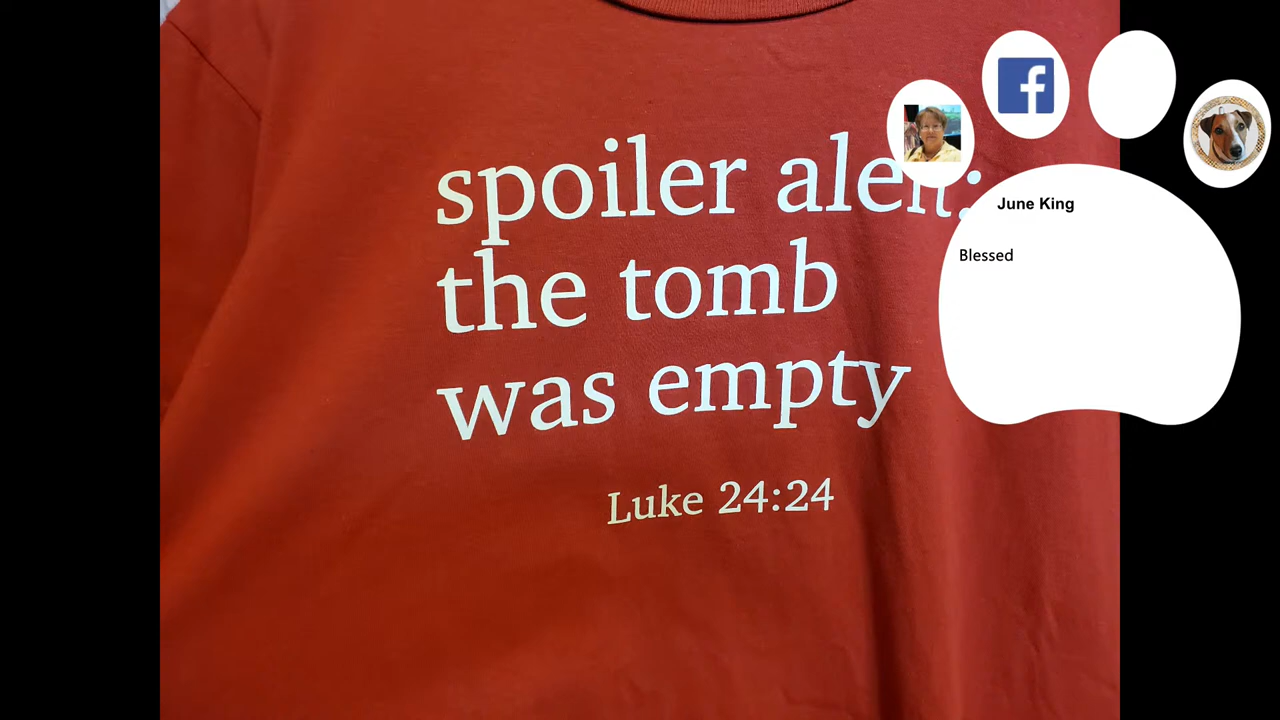 spoiler alert:
the tomb
was empty
Luke 24:24
June King
Blessed